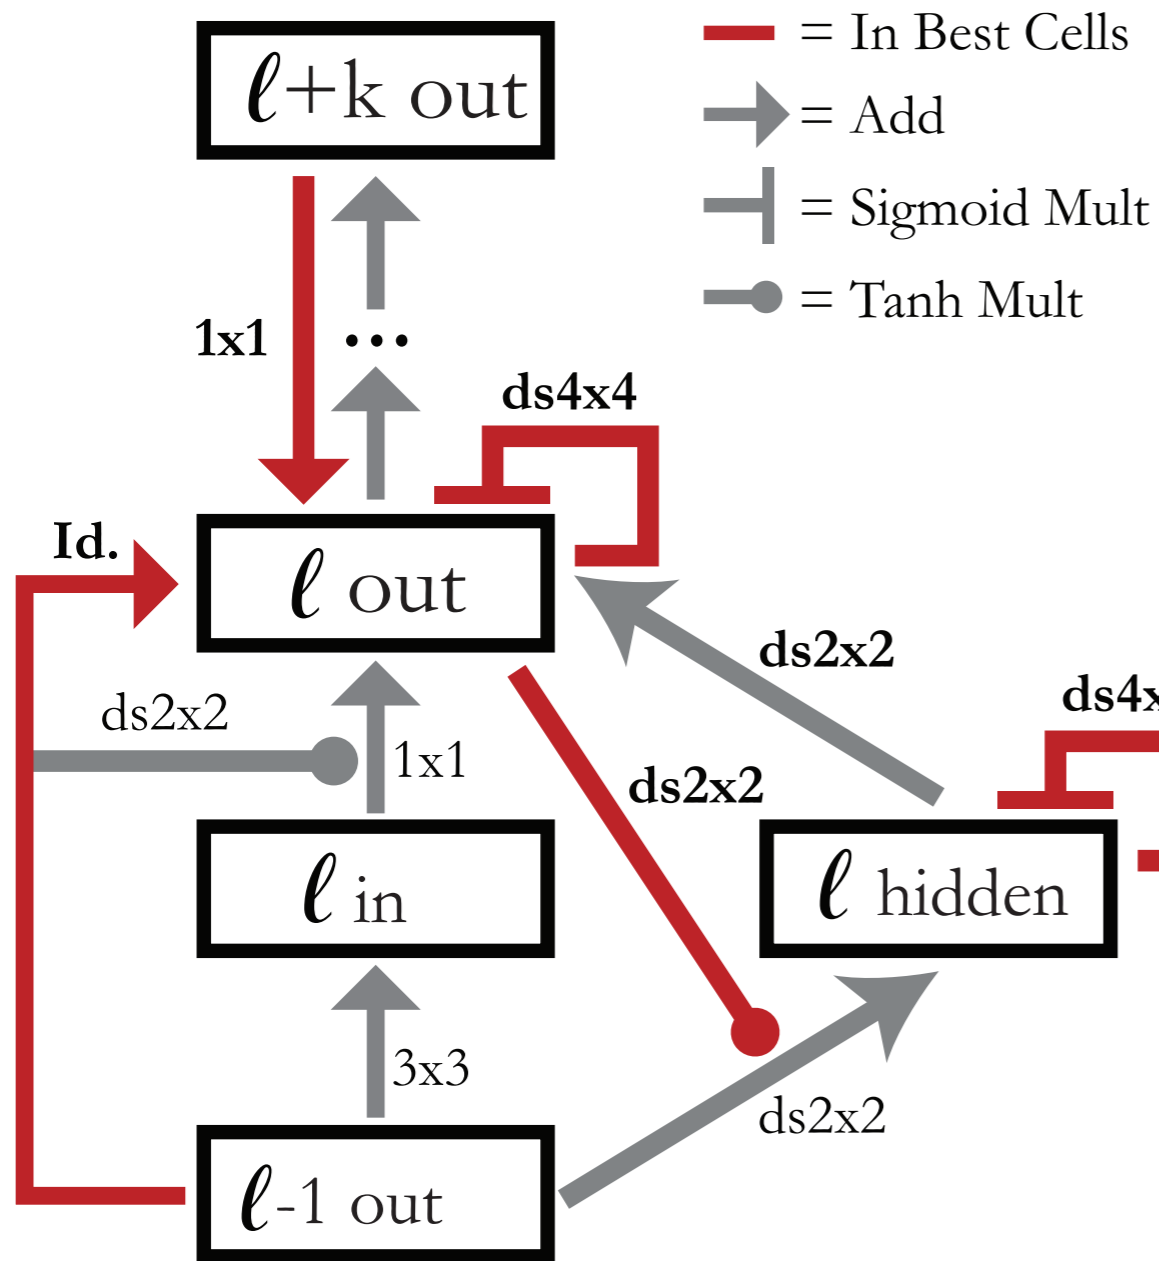 ℓ+k out
= In Best Cells
= Add
= Sigmoid Mult
= Tanh Mult
1x1
...
ds4x4
Id.
ℓ out
ds2x2
ds2x2
1x1
ds2x2
ds4x
ℓ in
ℓ hidden
3x3
ds2x2
ℓ-1 out